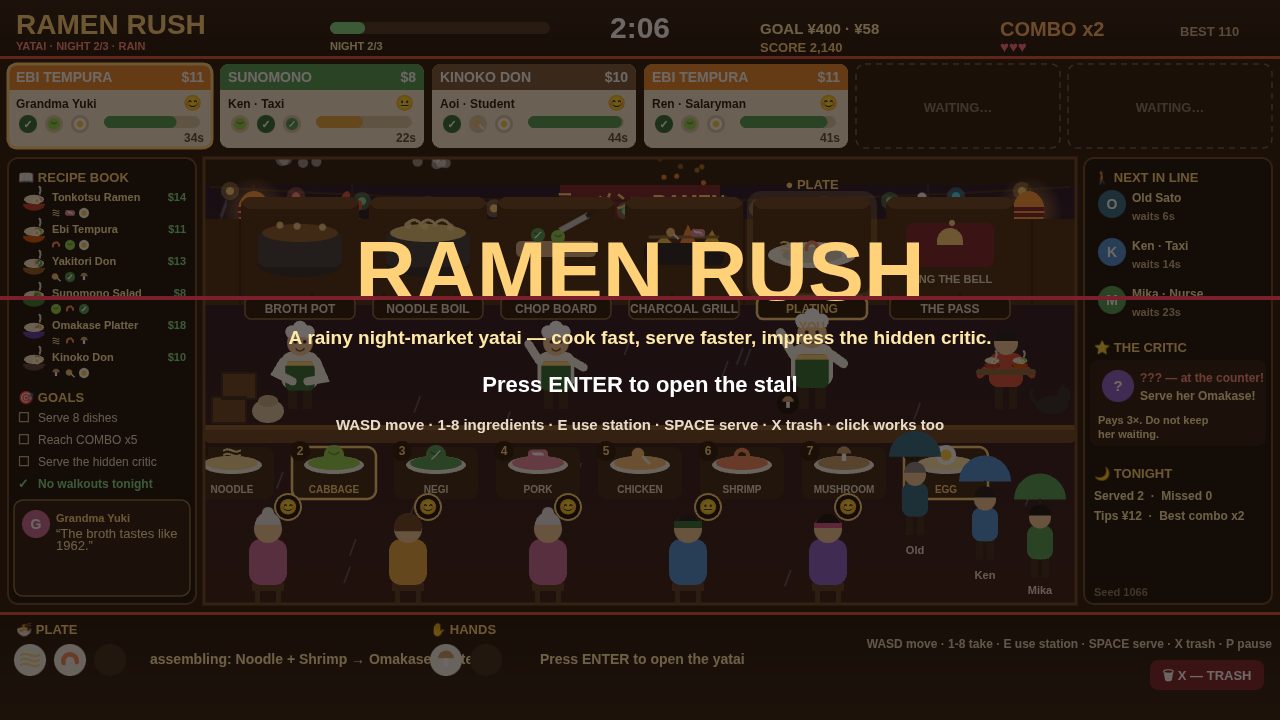 RAMEN RUSH
YATAI · NIGHT 2/3 · RAIN
NIGHT 2/3
2:06
GOAL ¥400 · ¥58
SCORE 2,140
COMBO x2
♥♥♥
BEST 110
EBI TEMPURA $11
Grandma Yuki
34s
SUNOMONO $8
Ken · Taxi
22s
KINOKO DON $10
Aoi · Student
44s
EBI TEMPURA $11
Ren · Salaryman
41s
WAITING…
WAITING…
RECIPE BOOK
Tonkotsu Ramen $14
Ebi Tempura $11
Yakitori Don $13
Sunomono Salad $8
Omakase Platter $18
Kinoko Don $10
GOALS
☐ Serve 8 dishes
☐ Reach COMBO x5
☐ Serve the hidden critic
✓ No walkouts tonight
G
Grandma Yuki
“The broth tastes like
1962.”
● PLATE
NG THE BELL
RAMEN RUSH
BROTH POT
NOODLE BOIL
CHOP BOARD
CHARCOAL GRILL
PLATING
THE PASS
A rainy night-market yatai — cook fast, serve faster, impress the hidden critic.
Press ENTER to open the stall
WASD move · 1-8 ingredients · E use station · SPACE serve · X trash · click works too
NOODLE
2
CABBAGE
3
NEGI
4
PORK
5
CHICKEN
6
SHRIMP
7
MUSHROOM
EGG
Old
Ken
Mika
NEXT IN LINE
O
Old Sato
waits 6s
K
Ken · Taxi
waits 14s
M
Mika · Nurse
waits 23s
THE CRITIC
?
??? — at the counter!
Serve her Omakase!
Pays 3×. Do not keep
her waiting.
TONIGHT
Served 2 · Missed 0
Tips ¥12 · Best combo x2
Seed 1066
PLATE
assembling: Noodle + Shrimp → Omakase
HANDS
Press ENTER to open the yatai
WASD move · 1-8 take · E use station · SPACE serve · X trash · P pause
X — TRASH